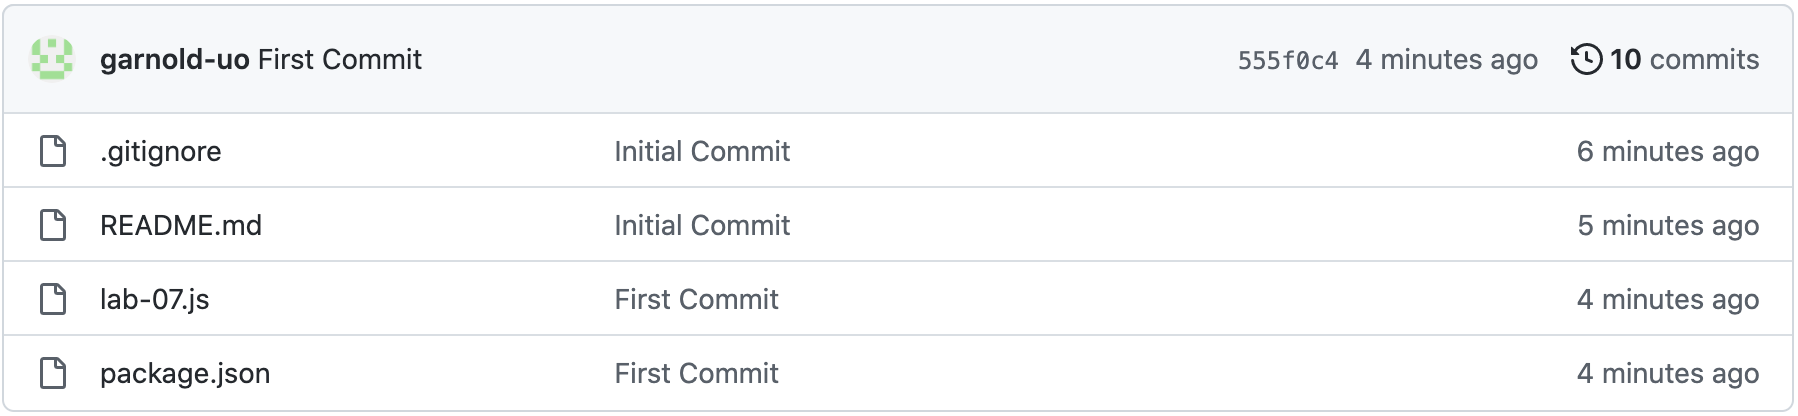 garnold-uo First Commit 555f0c4 4 minutes ago 10 commits
.gitignore Initial Commit 6 minutes ago
README.md Initial Commit 5 minutes ago
lab-07.js First Commit 4 minutes ago
package.json First Commit 4 minutes ago